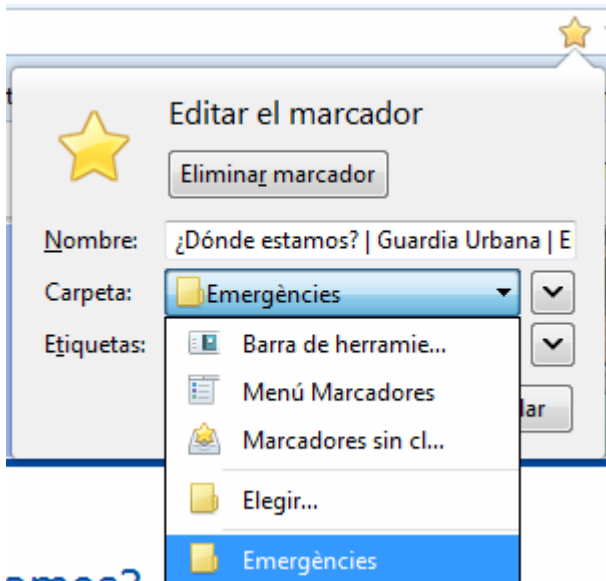 Editar el marcador
Eliminar marcador
Nombre: ¿Dónde estamos? | Guardia Urbana | E
Carpeta: Emergències
Etiquetas:
Barra de herramie...
Menú Marcadores
lar
Marcadores sin cl...
Elegir...
Emergències